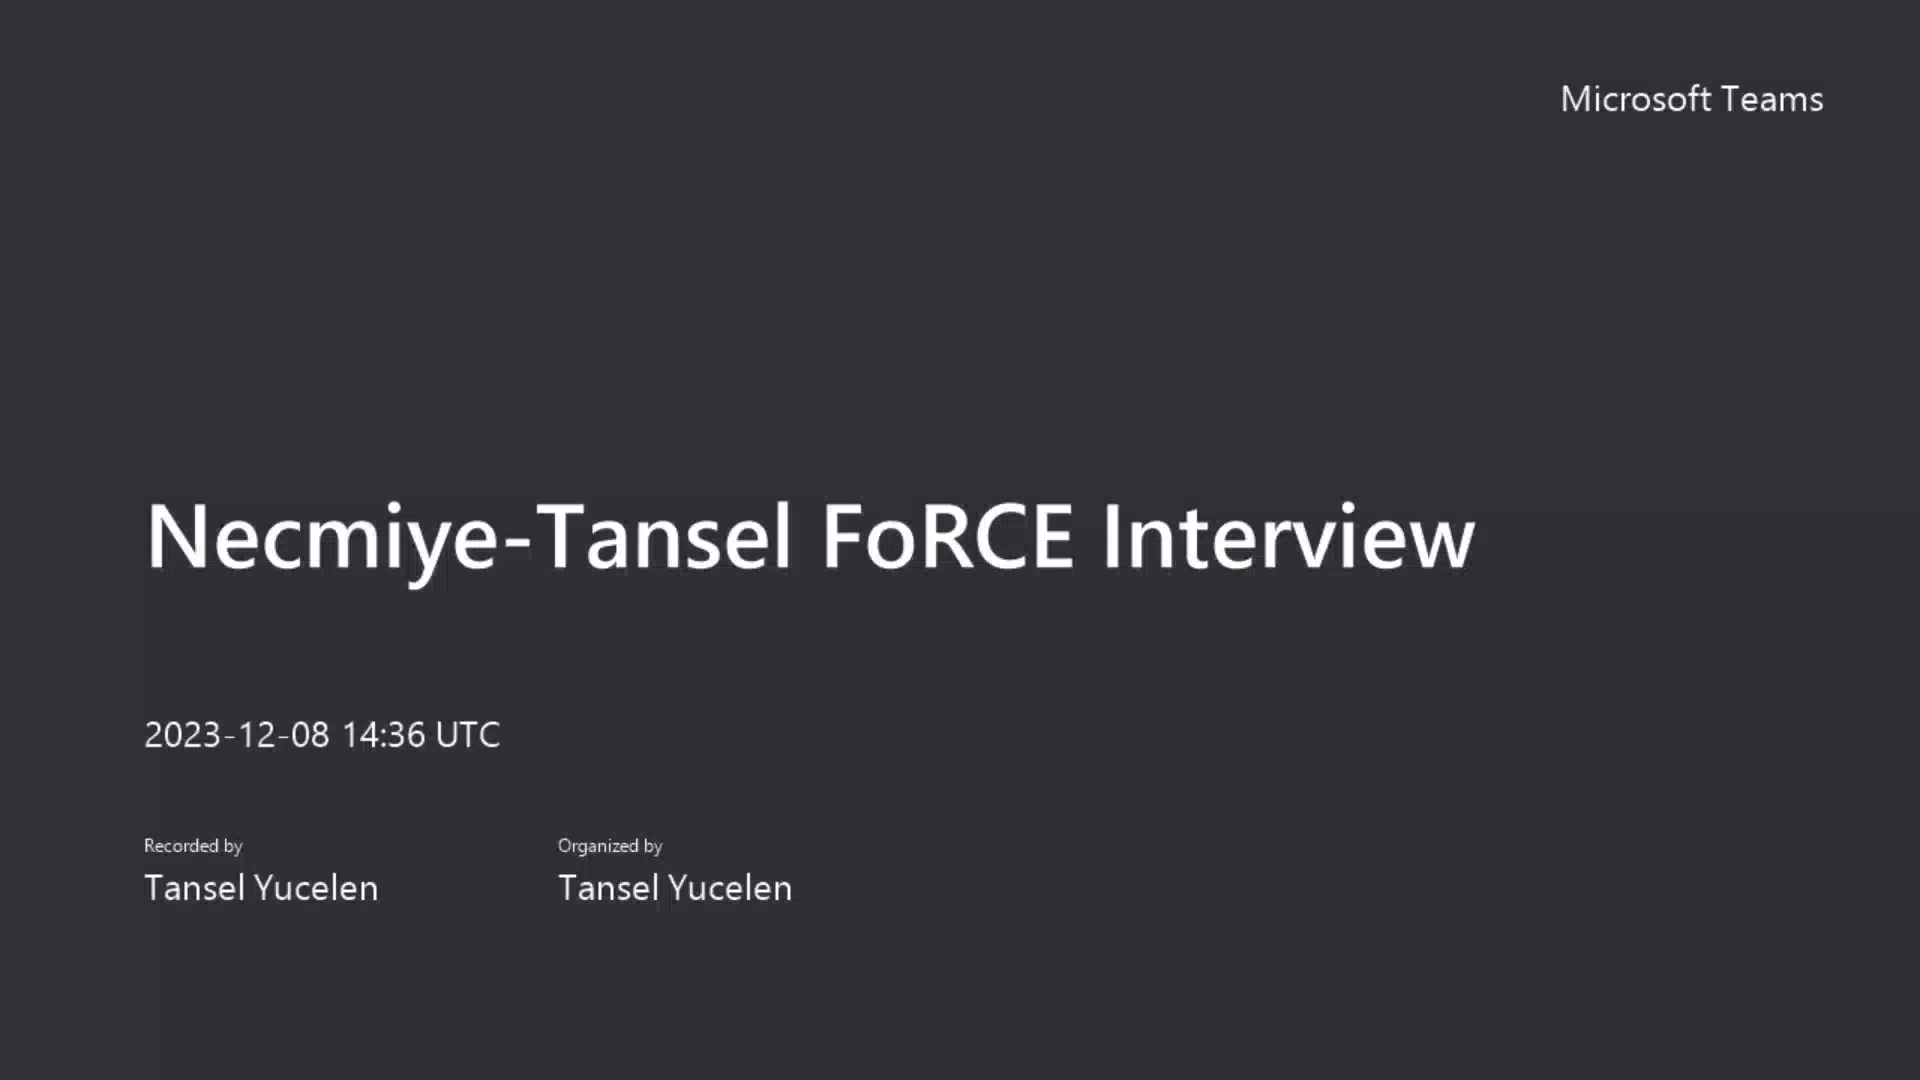 Microsoft Teams
Necmiye-Tansel FoRCE Interview
2023-12-08 14:36 UTC
Recorded by
Tansel Yucelen
Organized by
Tansel Yucelen